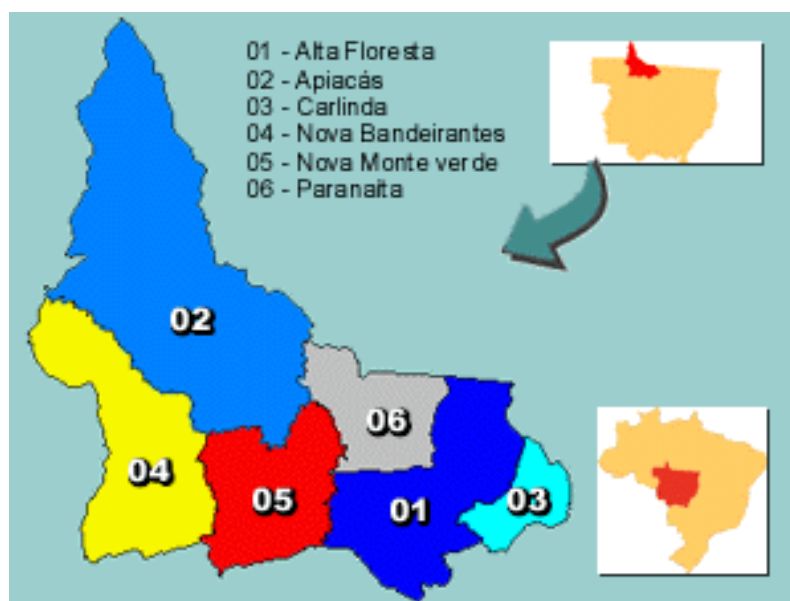 01 - Alta Floresta
02 - Apiacás
03 - Carlinda
04 - Nova Bandeirantes
05 - Nova Monte verde
06 - Paranaíta
02
06
04
05
01
03